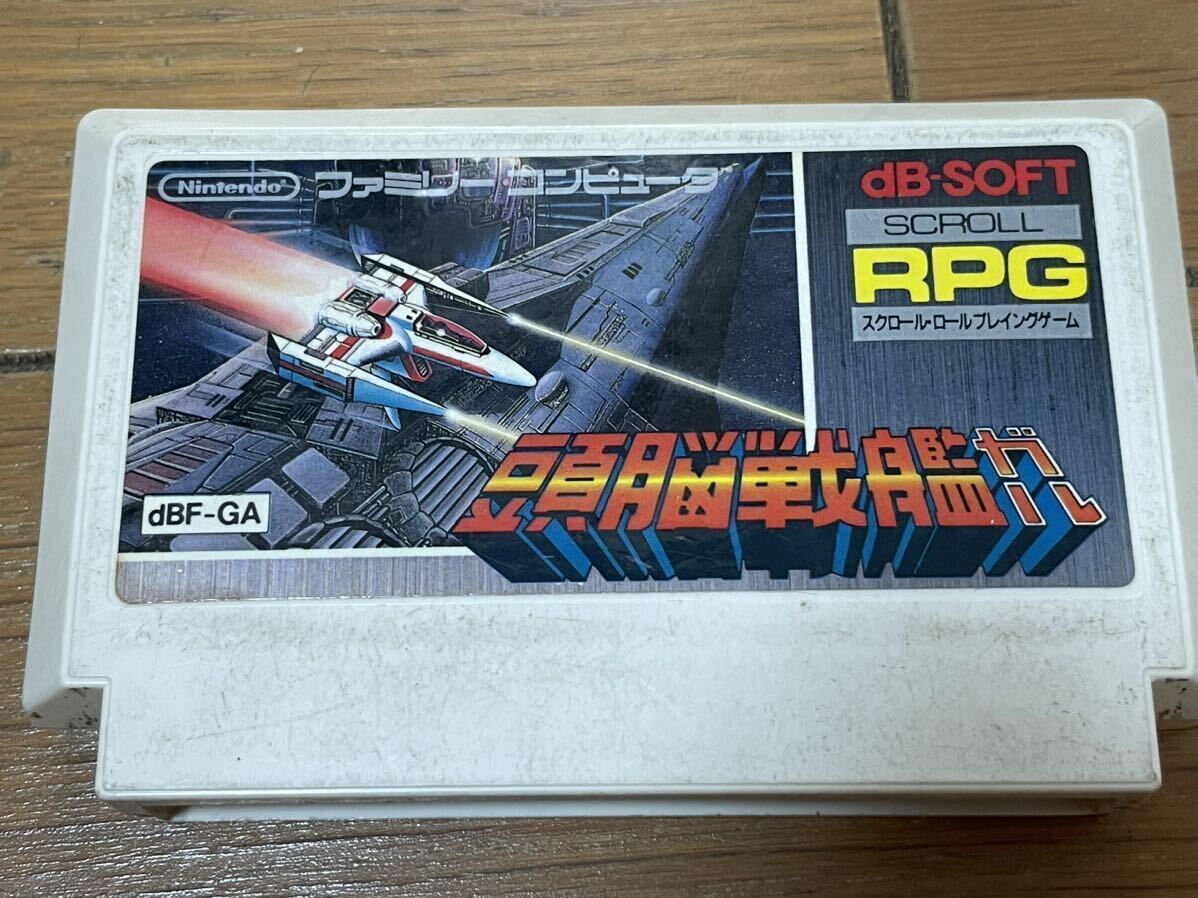 Nintendo® ファミリーコンピュータ™
dB-SOFT
SCROLL
RPG
スクロール・ロールプレイングゲーム
頭脳戦艦ガル
dBF-GA